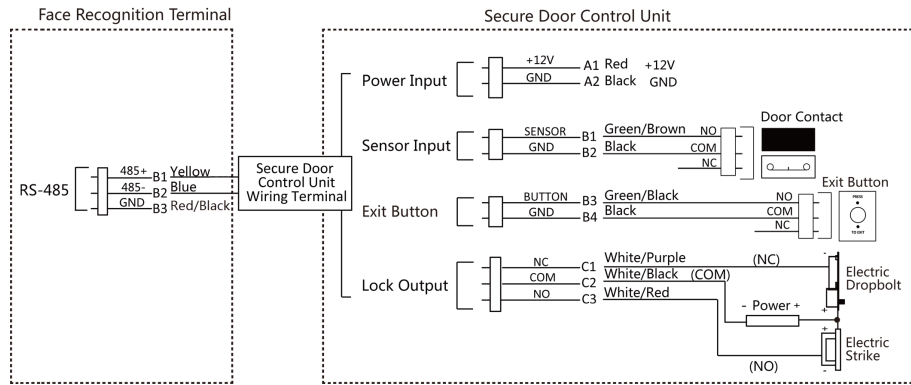 Face Recognition Terminal
Secure Door Control Unit
RS-485
485+ B1 Yellow
485- B2 Blue
GND B3 Red/Black
Secure Door
Control Unit
Wiring Terminal
Power Input
+12V A1 Red +12V
GND A2 Black GND
Sensor Input
SENSOR B1 Green/Brown NO
GND B2 Black COM
NC
Door Contact
Exit Button
BUTTON B3 Green/Black NO
GND B4 Black COM
NC
Exit Button
PRESS
TO EXIT
Lock Output
NC C1 White/Purple (NC)
COM C2 White/Black (COM)
NO C3 White/Red
(NO)
- Power +
-
+
Electric
Dropbolt
+
-
Electric
Strike